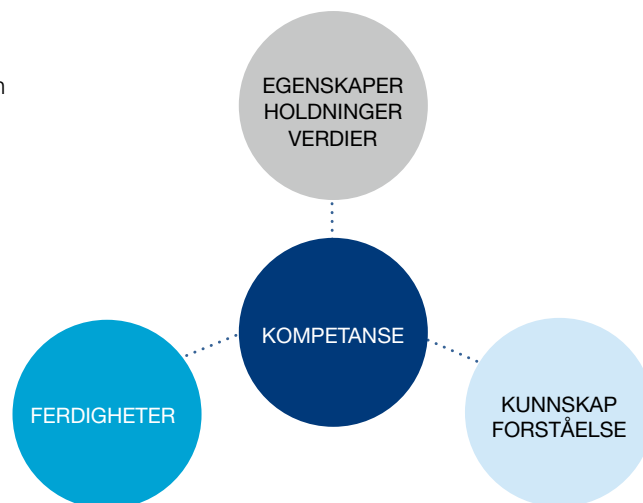 EGENSKAPER
HOLDNINGER
VERDIER
KOMPETANSE
FERDIGHETER
KUNNSKAP
FORSTÅELSE